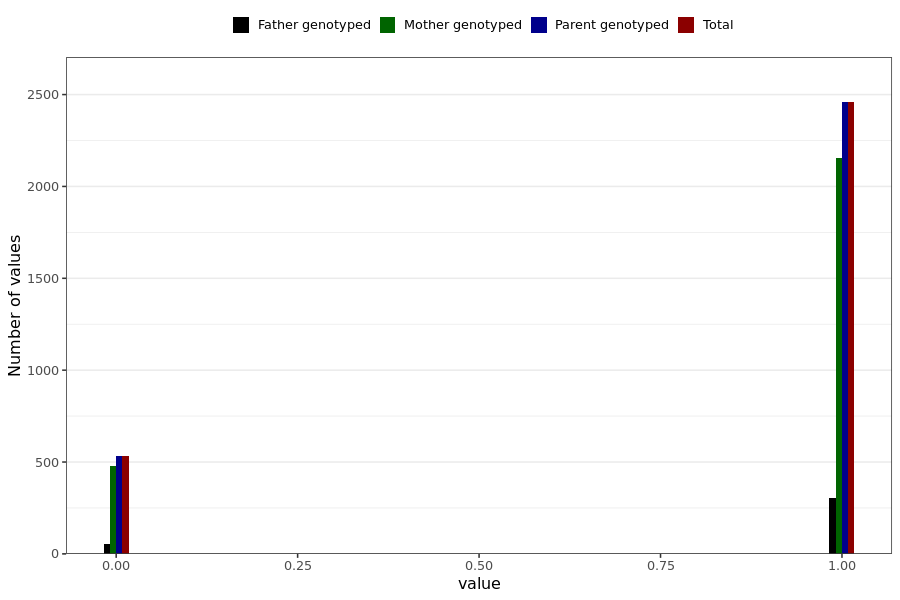 Father genotyped Mother genotyped Parent genotyped Total
2500
2000
1500
1000
500
0
Number of values
0.00 0.25 0.50 0.75 1.00
value